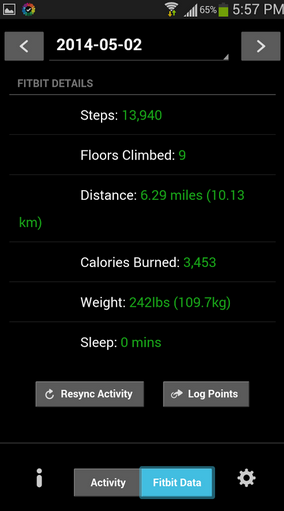 65% 5:57 PM
2014-05-02
FITBIT DETAILS
Steps: 13,940
Floors Climbed: 9
Distance: 6.29 miles (10.13
km)
Calories Burned: 3,453
Weight: 242lbs (109.7kg)
Sleep: 0 mins
Resync Activity Log Points
Activity Fitbit Data